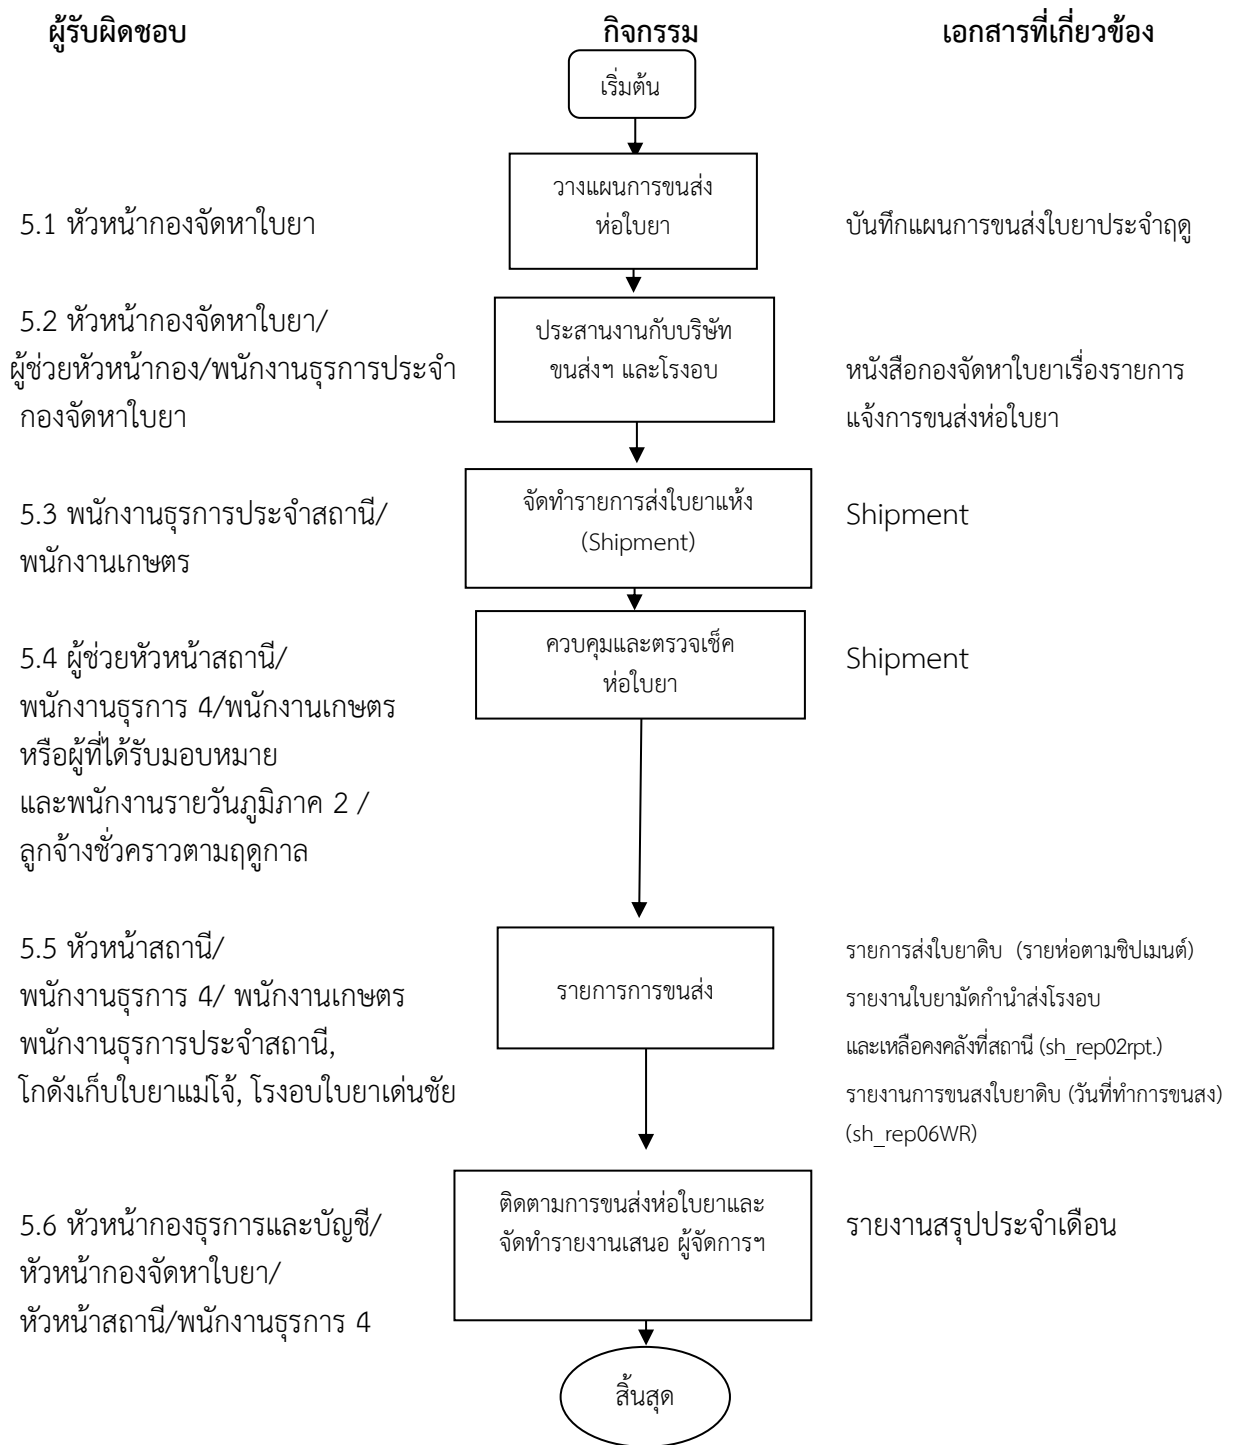 ผู้รับผิดชอบ
กิจกรรม
เอกสารที่เกี่ยวข้อง
เริ่มต้น
5.1 หัวหน้ากองจัดหาใบยา
วางแผนการขนส่ง
ห่อใบยา
บันทึกแผนการขนส่งใบยาประจำฤดู
5.2 หัวหน้ากองจัดหาใบยา/
ผู้ช่วยหัวหน้ากอง/พนักงานธุรการประจำ
กองจัดหาใบยา
ประสานงานกับบริษัท
ขนส่งฯ และโรงอบ
หนังสือกองจัดหาใบยาเรื่องรายการ
แจ้งการขนส่งห่อใบยา
5.3 พนักงานธุรการประจำสถานี/
พนักงานเกษตร
จัดทำรายการส่งใบยาแห้ง
(Shipment)
Shipment
5.4 ผู้ช่วยหัวหน้าสถานี/
พนักงานธุรการ 4/พนักงานเกษตร
หรือผู้ที่ได้รับมอบหมาย
และพนักงานรายวันภูมิภาค 2 /
ลูกจ้างชั่วคราวตามฤดูกาล
ควบคุมและตรวจเช็ค
ห่อใบยา
Shipment
5.5 หัวหน้าสถานี/
พนักงานธุรการ 4/ พนักงานเกษตร
พนักงานธุรการประจำสถานี,
โกดังเก็บใบยาแม่โจ้, โรงอบใบยาเด่นชัย
รายการการขนส่ง
รายการส่งใบยาดิบ (รายห่อตามชิปเมนต์)
รายงานใบยามัดกำนำส่งโรงอบ
และเหลือคงคลังที่สถานี (sh_rep02rpt.)
รายงานการขนสงใบยาดิบ (วันที่ทำการขนสง)
(sh_rep06WR)
5.6 หัวหน้ากองธุรการและบัญชี/
หัวหน้ากองจัดหาใบยา/
หัวหน้าสถานี/พนักงานธุรการ 4
ติดตามการขนส่งห่อใบยาและ
จัดทำรายงานเสนอ ผู้จัดการฯ
รายงานสรุปประจำเดือน
สิ้นสุด